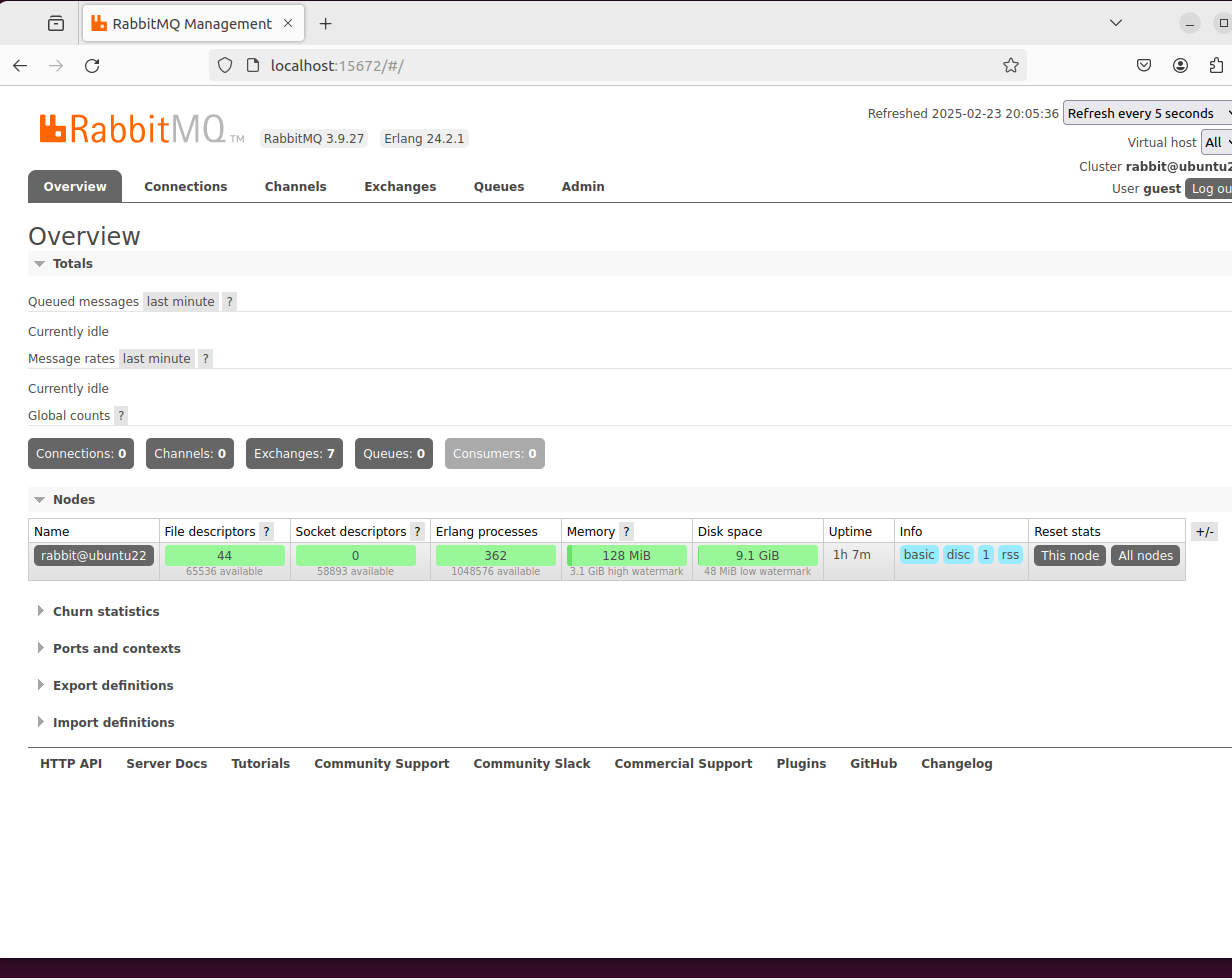 RabbitMQ Management
localhost:15672/#/
Refreshed 2025-02-23 20:05:36 Refresh every 5 seconds
RabbitMQ TM RabbitMQ 3.9.27 Erlang 24.2.1
Virtual host All
Cluster rabbit@ubuntu2
User guest Log ou
Overview Connections Channels Exchanges Queues Admin
Overview
Totals
Queued messages last minute ?
Currently idle
Message rates last minute ?
Currently idle
Global counts ?
Connections: 0 Channels: 0 Exchanges: 7 Queues: 0 Consumers: 0
Nodes
Name File descriptors ? Socket descriptors ? Erlang processes Memory ? Disk space Uptime Info Reset stats +/-
rabbit@ubuntu22 44 0 362 128 MiB 9.1 GiB 1h 7m basic disc 1 rss This node All nodes
65536 available 58893 available 1048576 available 3.1 GiB high watermark 48 MiB low watermark
Churn statistics
Ports and contexts
Export definitions
Import definitions
HTTP API Server Docs Tutorials Community Support Community Slack Commercial Support Plugins GitHub Changelog